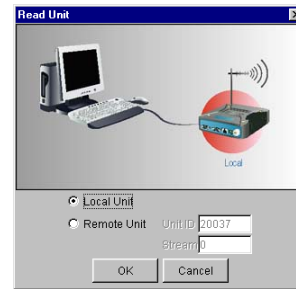 Read Unit
Local
Local Unit
Remote Unit Unit ID 20037
Stream 0
OK Cancel